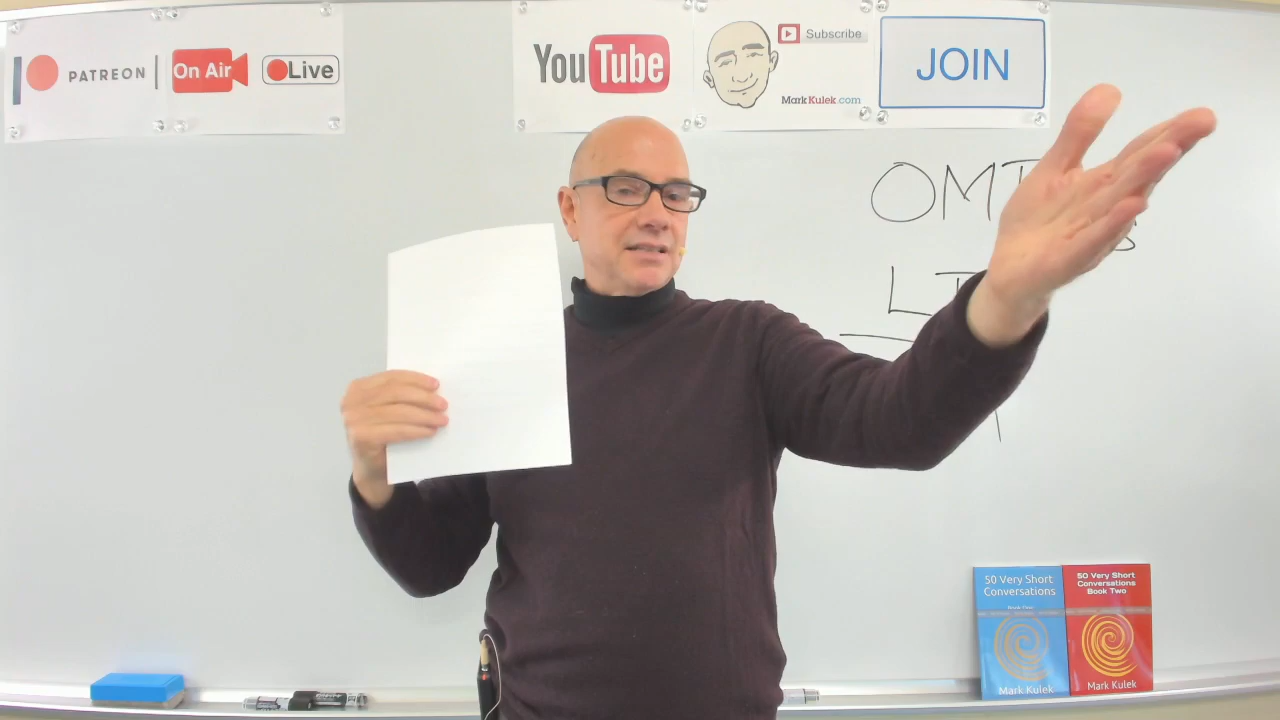 PATREON
On Air
Live
YouTube
Subscribe
MarkKulek.com
JOIN
50 Very Short
Conversations
Mark Kulek
50 Very Short
Conversations
Book Two
Mark Kulek